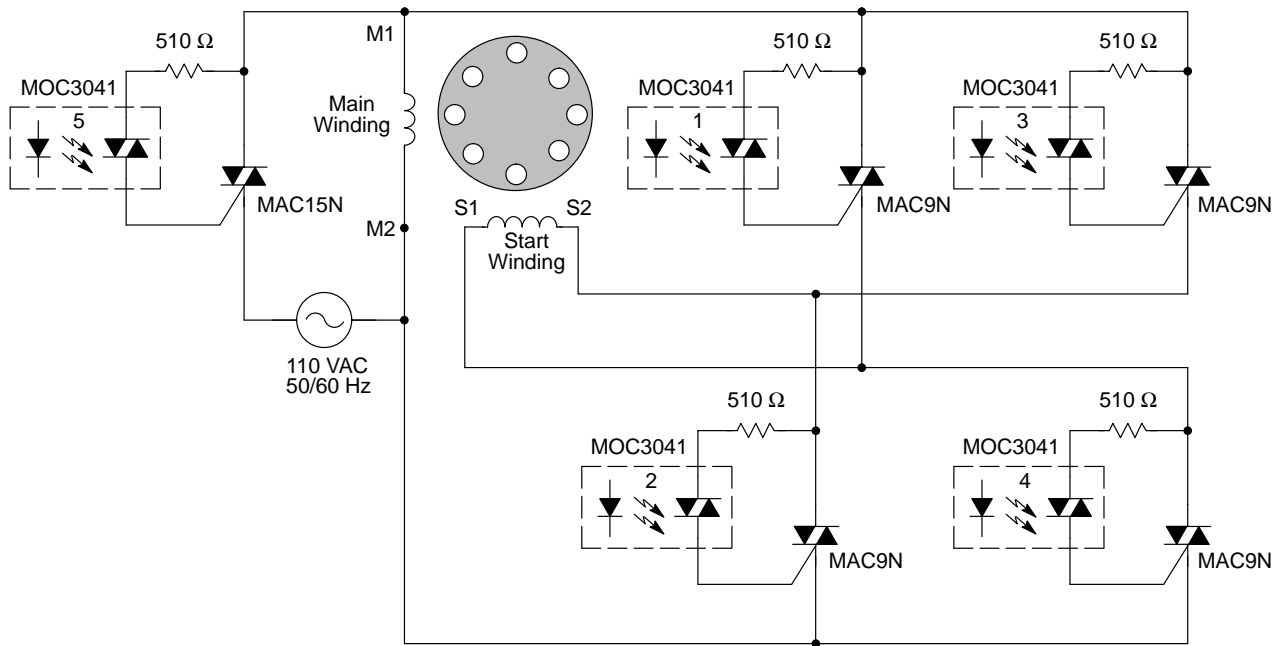 M1
510 Ω
510 Ω
510 Ω
MOC3041
5
Main
Winding
MOC3041
1
MOC3041
3
MAC15N
MAC9N
MAC9N
M2
S1
S2
Start
Winding
110 VAC
50/60 Hz
510 Ω
510 Ω
MOC3041
2
MOC3041
4
MAC9N
MAC9N